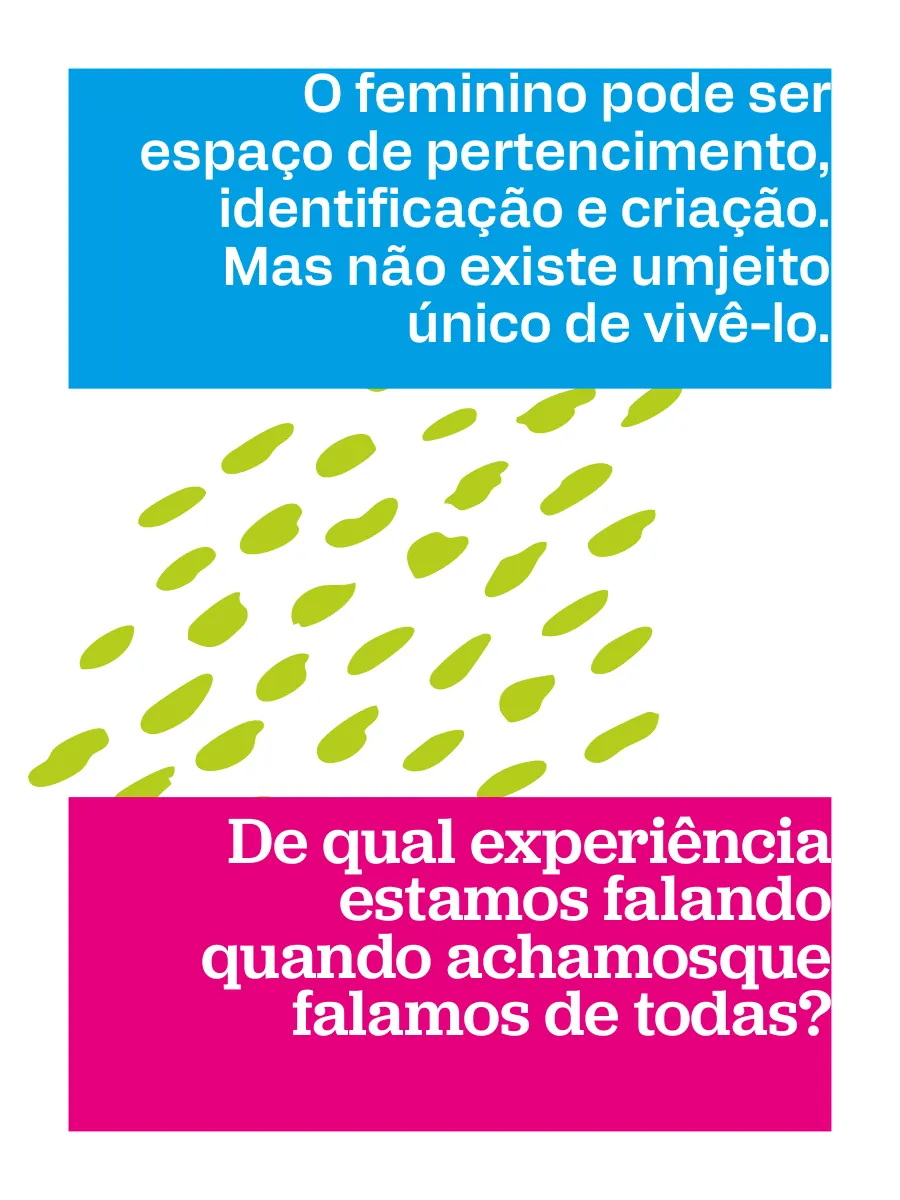 O feminino pode ser
espaço de pertencimento,
identificação e criação.
Mas não existe umjeito
único de vivê-lo.
De qual experiência
estamos falando
quando achamosque
falamos de todas?